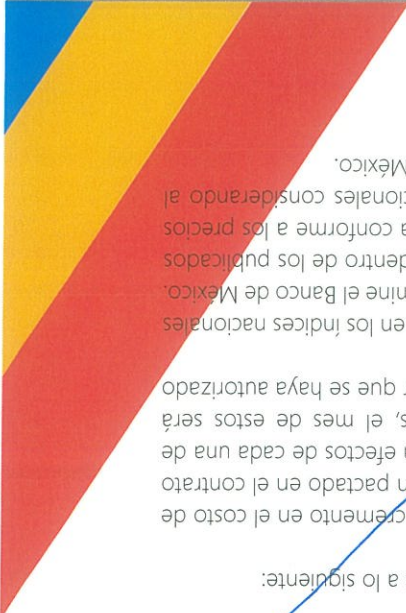 a lo siguiente:
cremento en el costo de
n pactado en el contrato
efectos de cada una de
s, el mes de estos será
r que se haya autorizado
en los índices nacionales
mine el Banco de México.
dentro de los publicados
a conforme a los precios
cionales considerando al
México.